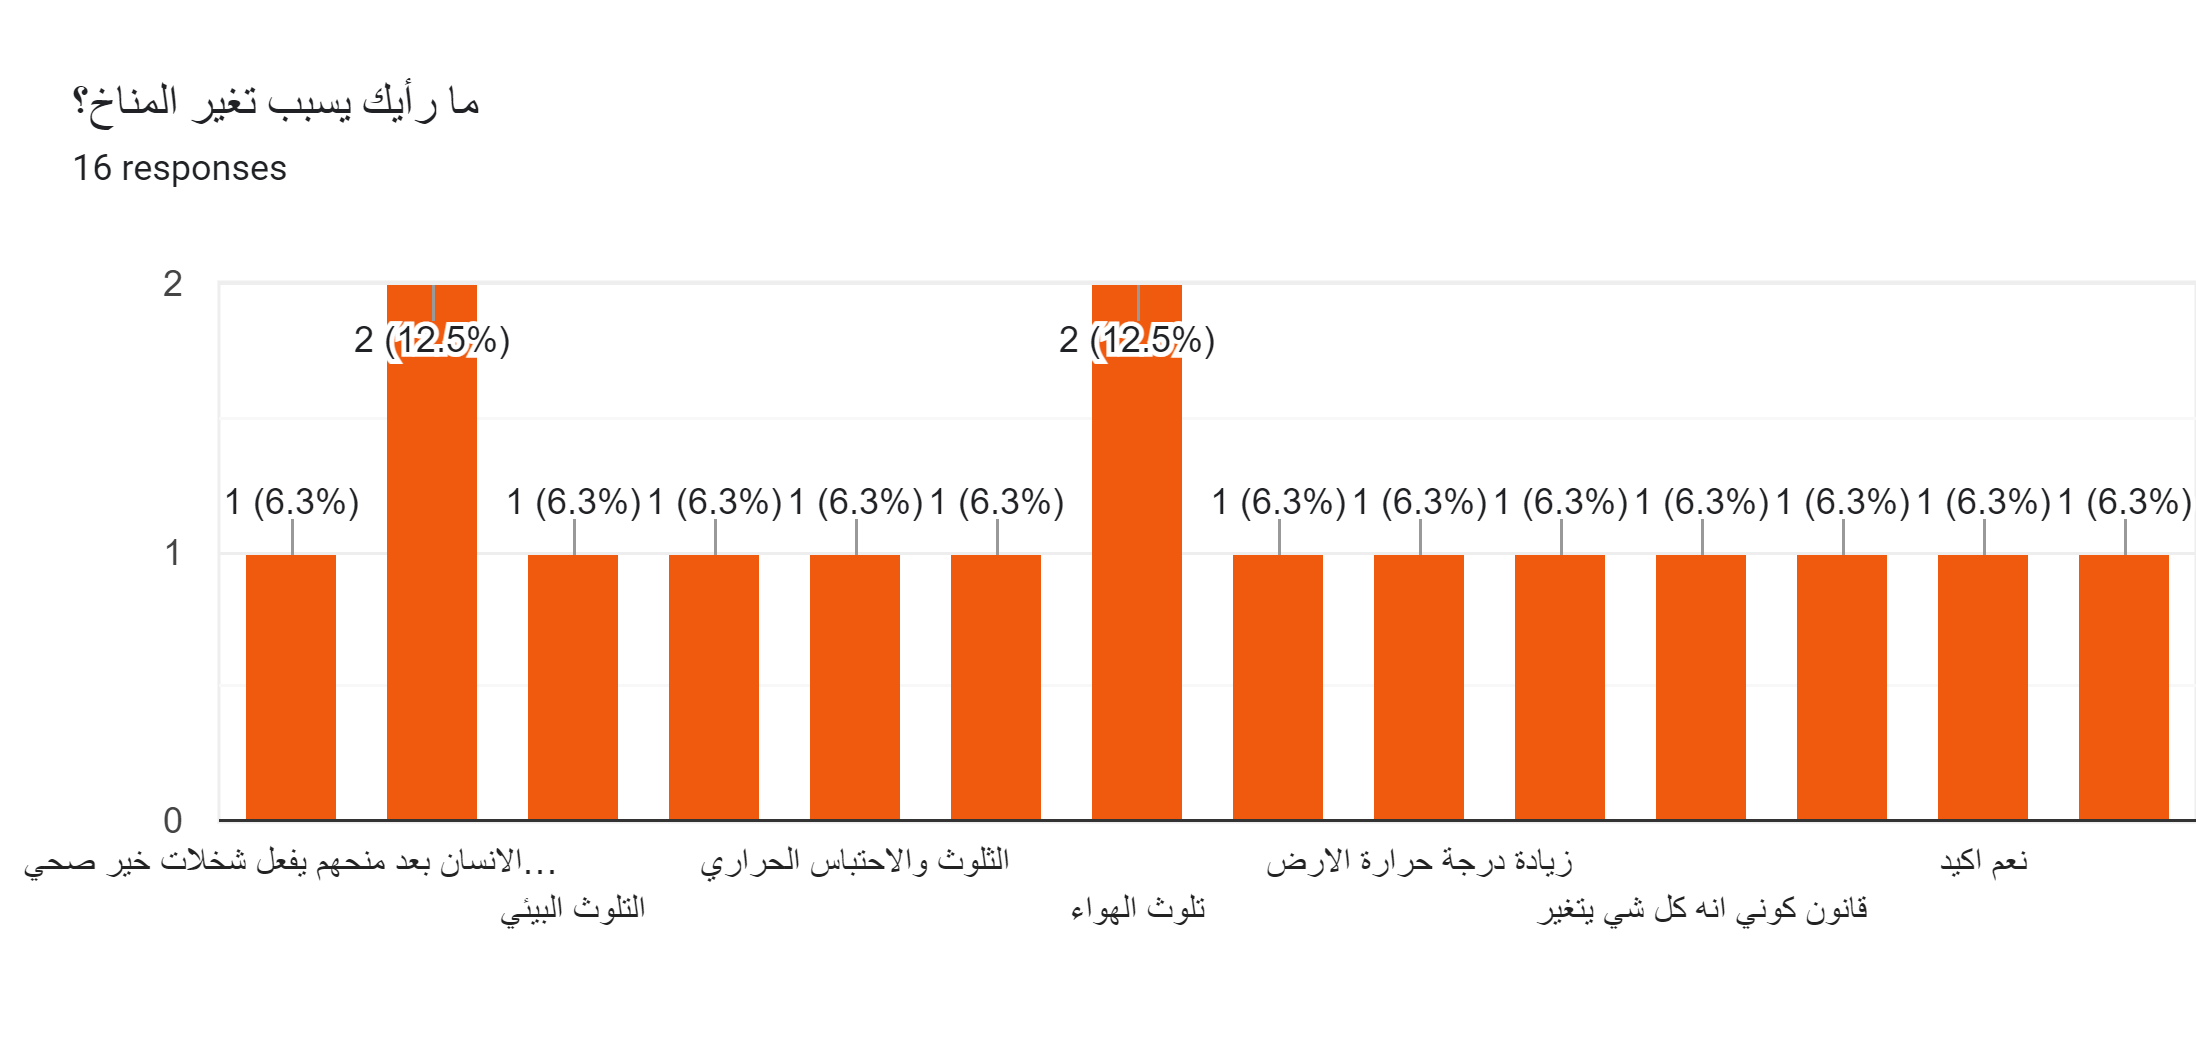 ما رأيك يسبب تغير المناخ؟
16 responses
2
2 (12.5%) 2 (12.5%)
1 (6.3%) 1 (6.3%) 1 (6.3%) 1 (6.3%) 1 (6.3%) 1 (6.3%) 1 (6.3%) 1 (6.3%) 1 (6.3%) 1 (6.3%) 1 (6.3%) 1 (6.3%)
1
0
الانسان بعد منحهم يفعل شخلات خير صحي...
الثلوث والاحتباس الحراري
زيادة درجة حرارة الارض
نعم اكيد
التلوث البيئي
تلوث الهواء
قانون كوني انه كل شي يتغير